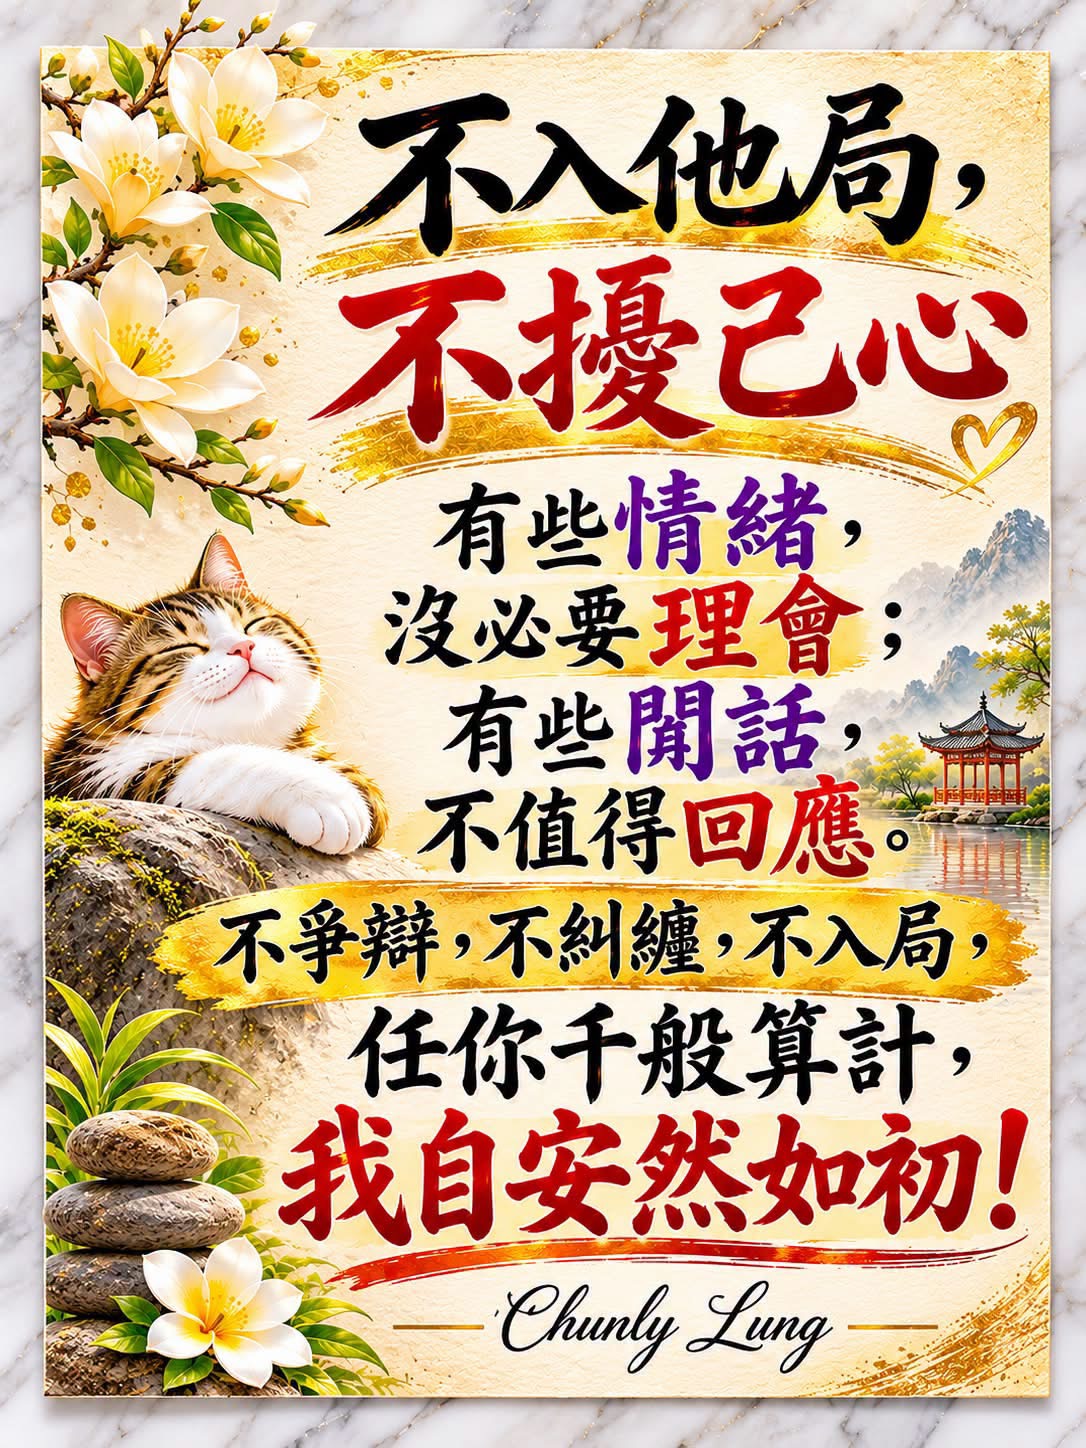 不入他局，
不擾己心
有些情緒，
沒必要理會；
有些閒話，
不值得回應。
不爭辯，不糾纏，不入局，
任你千般算計，
我自安然如初！
Chunly Lung